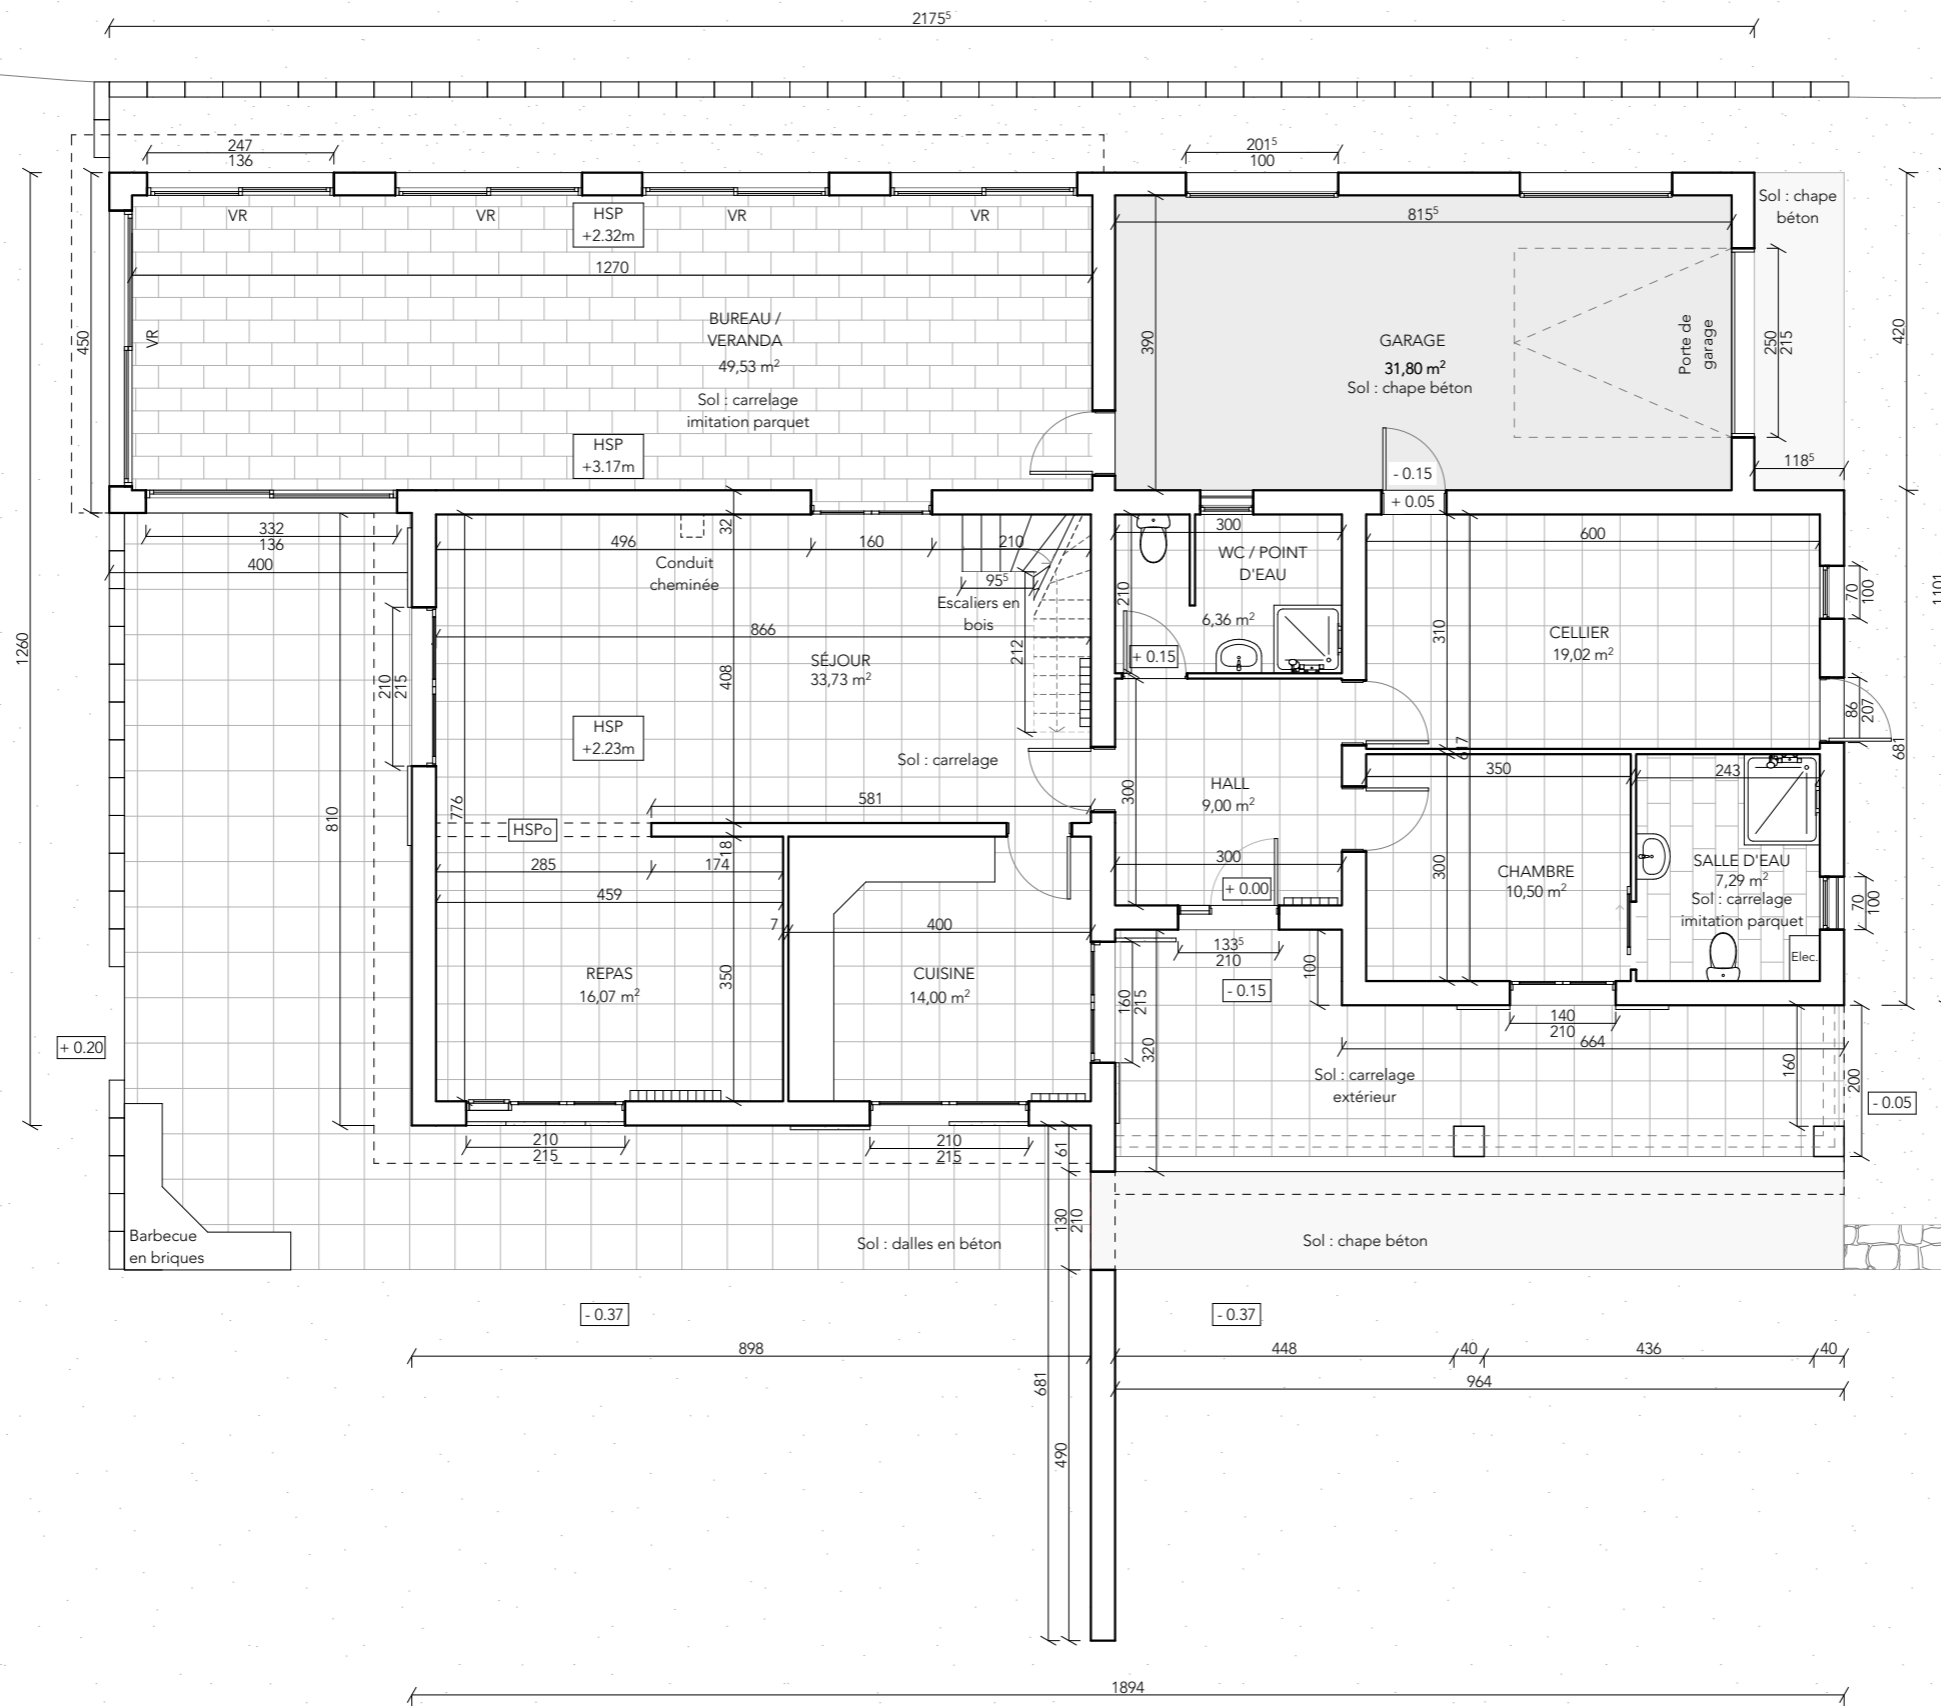 2175⁵
247
136
201⁵
100
VR
VR
VR
VR
HSP
+2.32m
815⁵
Sol : chape
béton
1270
450
VR
BUREAU /
VERANDA
49,53 m²
Sol : carrelage
imitation parquet
HSP
+3.17m
390
GARAGE
31,80 m²
Sol : chape béton
Porte de
garage
250
215
420
118⁵
- 0.15
+ 0.05
332
136
400
32
496
160
210
Conduit
cheminée
95⁵
Escaliers en
bois
300
WC / POINT
D'EAU
210
6,36 m²
+ 0.15
600
70
100
1101
1260
866
212
310
CELLIER
19,02 m²
SÉJOUR
33,73 m²
408
210
215
HSP
+2.23m
86
207
681
617
Sol : carrelage
HALL
9,00 m²
300
350
243
810
776
581
HSPo
18
285
174
459
7
400
300
+ 0.00
300
CHAMBRE
10,50 m²
SALLE D'EAU
7,29 m²
Sol : carrelage
imitation parquet
Elec.
70
100
133⁵
210
100
REPAS
16,07 m²
350
CUISINE
14,00 m²
- 0.15
160
215
320
140
210
664
+ 0.20
Sol : carrelage
extérieur
160
200
- 0.05
210
215
210
215
61
Barbecue
en briques
Sol : dalles en béton
130
210
Sol : chape béton
- 0.37
- 0.37
898
448
40
436
40
681
964
490
1894